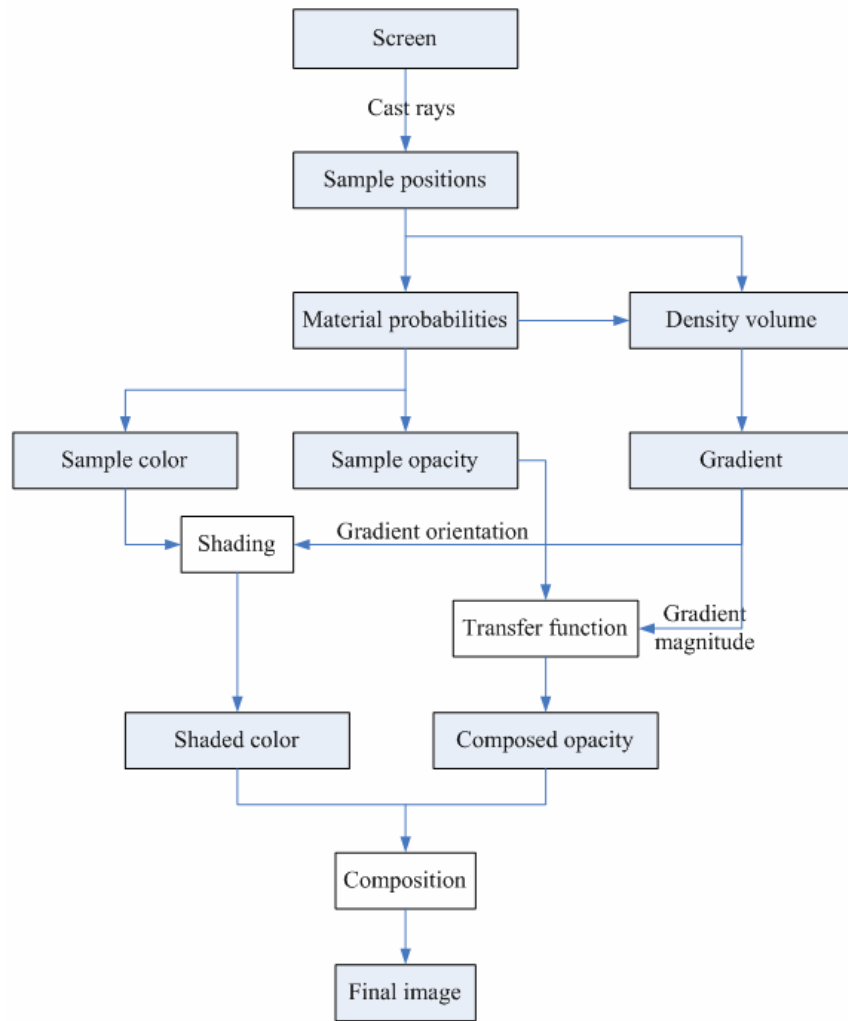 Screen
Cast rays
Sample positions
Material probabilities
Density volume
Sample color
Sample opacity
Gradient
Shading
Gradient orientation
Transfer function
Gradient
magnitude
Shaded color
Composed opacity
Composition
Final image